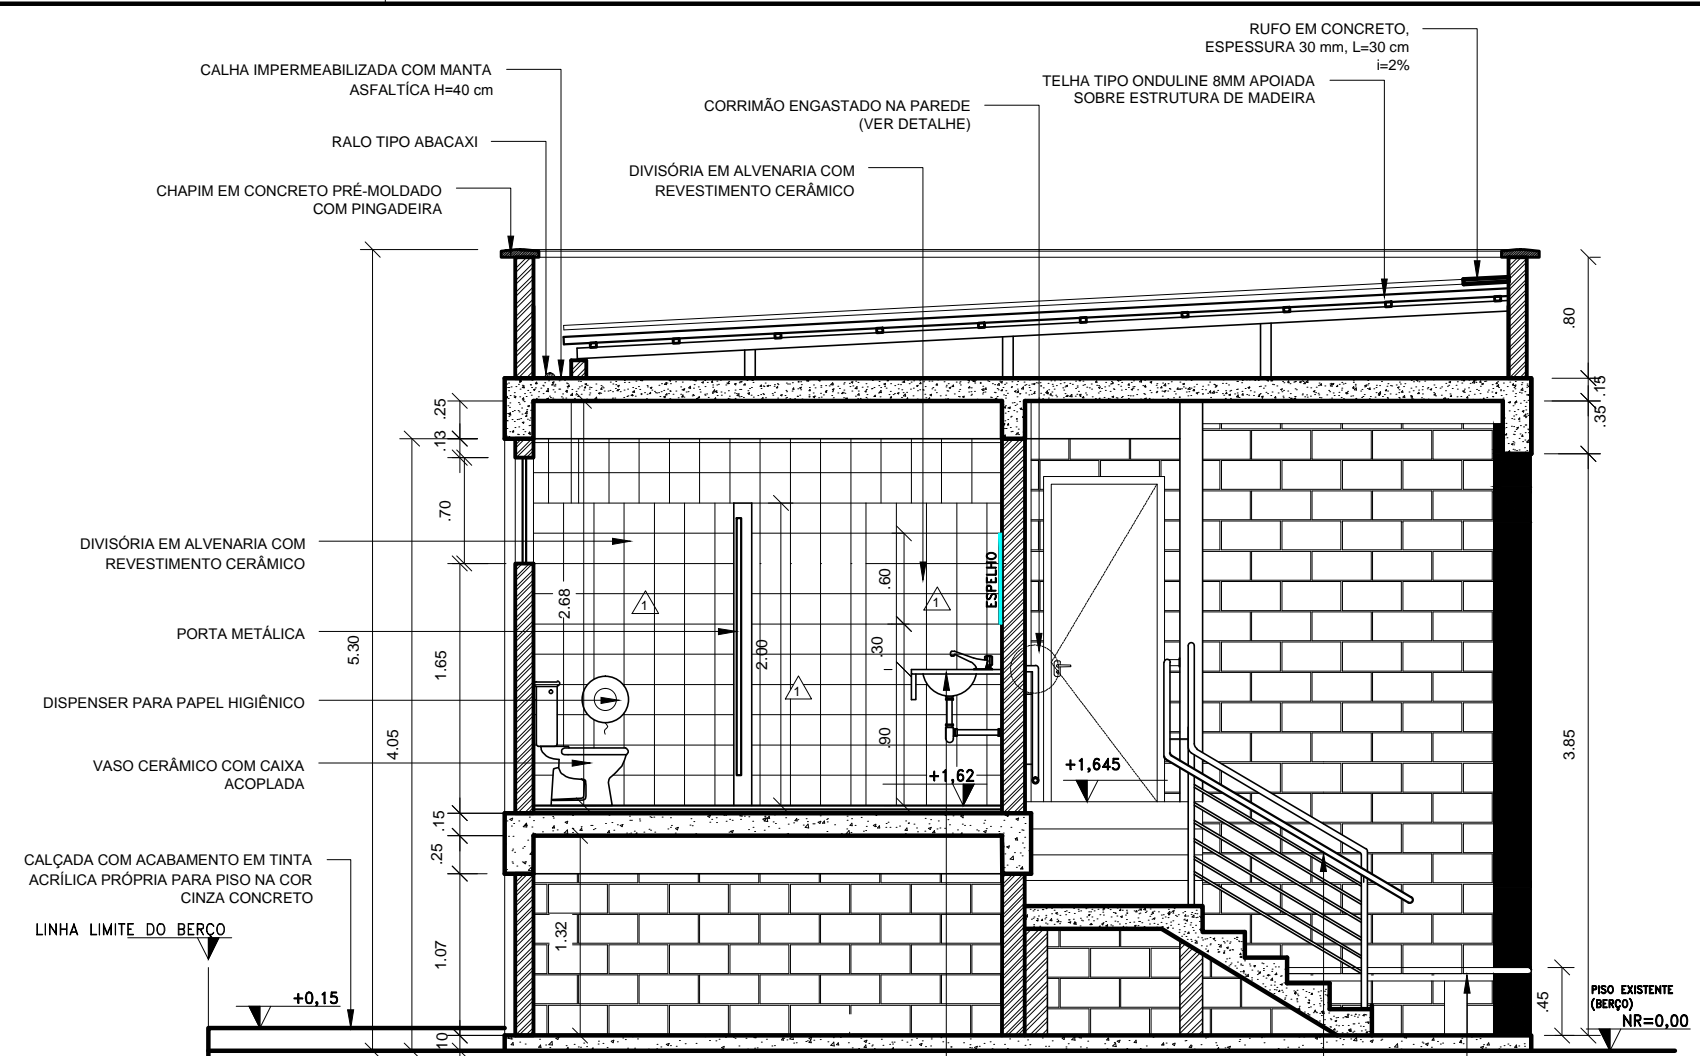 RUFO EM CONCRETO,
ESPESSURA 30 mm, L=30 cm
i=2%
CALHA IMPERMEABILIZADA COM MANTA
ASFALTÍCA H=40 cm
TELHA TIPO ONDULINE 8MM APOIADA
SOBRE ESTRUTURA DE MADEIRA
CORRIMÃO ENGASTADO NA PAREDE
(VER DETALHE)
RALO TIPO ABACAXI
DIVISÓRIA EM ALVENARIA COM
REVESTIMENTO CERÂMICO
CHAPIM EM CONCRETO PRÉ-MOLDADO
COM PINGADEIRA
.80
.15
.35
.25
.13
.70
DIVISÓRIA EM ALVENARIA COM
REVESTIMENTO CERÂMICO
ESPELHO
.60
2.68
1
1
PORTA METÁLICA
5.30
1.65
2.00
.30
1
DISPENSER PARA PAPEL HIGIÊNICO
4.05
.90
3.85
VASO CERÂMICO COM CAIXA
ACOPLADA
+1,62
+1,645
.15
.25
CALÇADA COM ACABAMENTO EM TINTA
ACRÍLICA PRÓPRIA PARA PISO NA COR
CINZA CONCRETO
LINHA LIMITE DO BERÇO
1.07
1.32
+0,15
.45
PISO EXISTENTE
(BERÇO)
NR=0,00
10